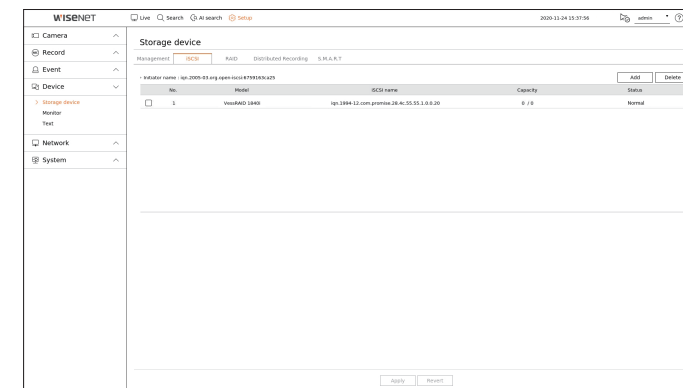 WISENET
Live Search AI search Setup 2020-11-24 15:37:56 admin
Camera
Record
Event
Device
Storage device
Monitor
Text
Network
System
Storage device
Management iSCSI RAID Distributed Recording S.M.A.R.T
Initiator name : iqn.2005-03.org.open-iscsi-6759163ca25 Add Delete
No. Model iSCSI name Capacity Status
1 VessRAID 1840i iqn.1994-12.com.promise.28.4c.55.55.1.0.0.20 0 / 0 Normal
Apply Revert